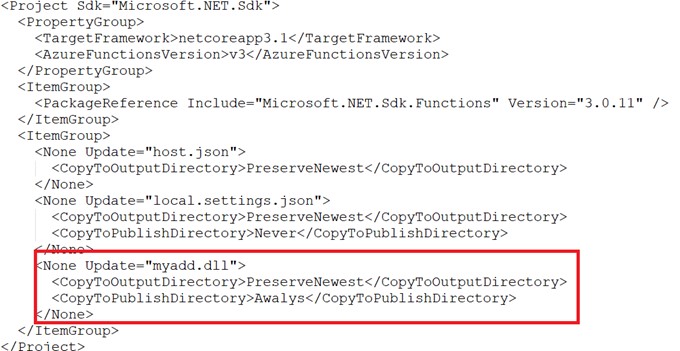 <Project Sdk="Microsoft.NET.Sdk">
<PropertyGroup>
<TargetFramework>netcoreapp3.1</TargetFramework>
<AzureFunctionsVersion>v3</AzureFunctionsVersion>
</PropertyGroup>
<ItemGroup>
<PackageReference Include="Microsoft.NET.Sdk.Functions" Version="3.0.11" />
</ItemGroup>
<ItemGroup>
<None Update="host.json">
<CopyToOutputDirectory>PreserveNewest</CopyToOutputDirectory>
</None>
<None Update="local.settings.json">
<CopyToOutputDirectory>PreserveNewest</CopyToOutputDirectory>
<CopyToPublishDirectory>Never</CopyToPublishDirectory>
</None>
<None Update="myadd.dll">
<CopyToOutputDirectory>PreserveNewest</CopyToOutputDirectory>
<CopyToPublishDirectory>Awalys</CopyToPublishDirectory>
</None>
</ItemGroup>
</Project>